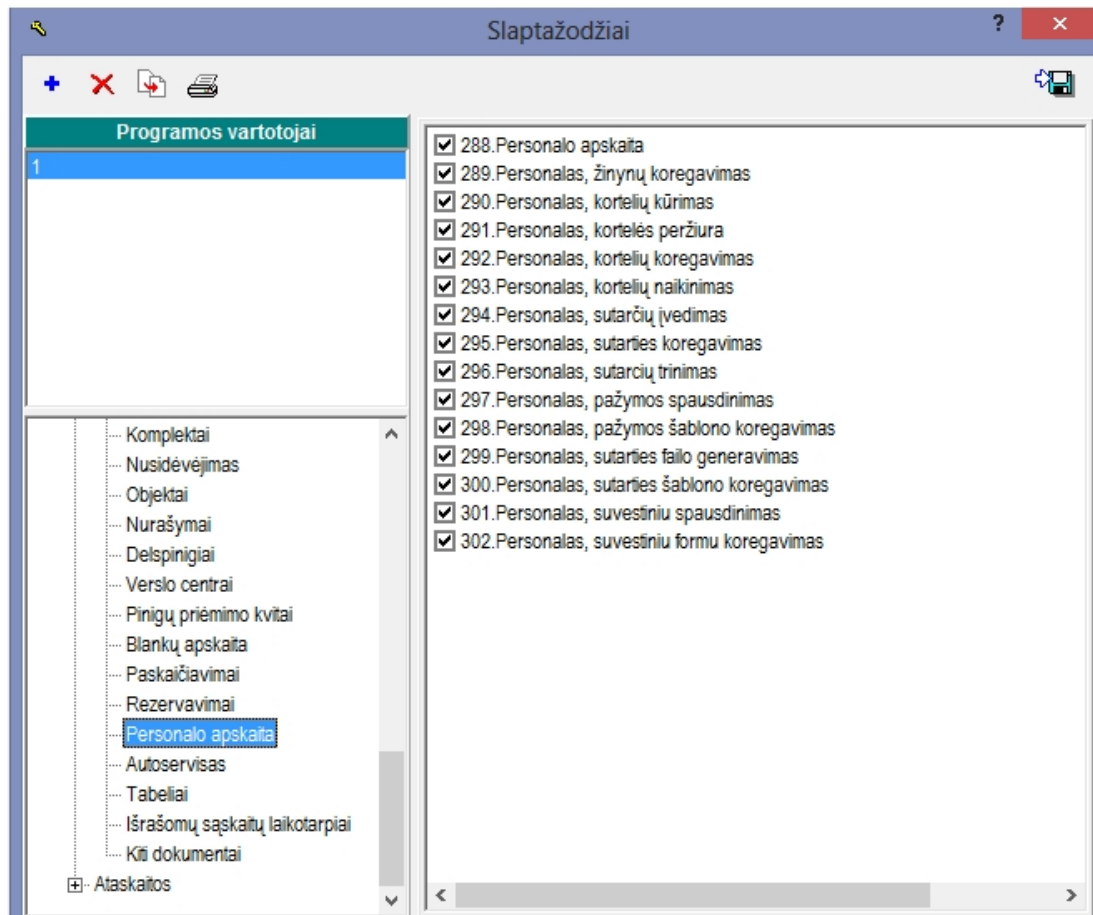 Slaptažodžiai
?
Programos vartotojai
1
288.Personalo apskaita
289.Personalas, žinynų koregavimas
290.Personalas, kortelių kūrimas
291.Personalas, kortelės peržiura
292.Personalas, kortelių koregavimas
293.Personalas, kortelių naikinimas
294.Personalas, sutarčių įvedimas
295.Personalas, sutarties koregavimas
296.Personalas, sutarcių trinimas
297.Personalas, pažymos spausdinimas
298.Personalas, pažymos šablono koregavimas
299.Personalas, sutarties failo generavimas
300.Personalas, sutarties šablono koregavimas
301.Personalas, suvestiniu spausdinimas
302.Personalas, suvestiniu formu koregavimas
Komplektai
Nusidėvėjimas
Objektai
Nurašymai
Delspinigiai
Verslo centrai
Pinigų priėmimo kvitai
Blankų apskaita
Paskaičiavimai
Rezervavimai
Personalo apskaita
Autoservisas
Tabeliai
Išrašomų sąskaitų laikotarpiai
Kiti dokumentai
Ataskaitos